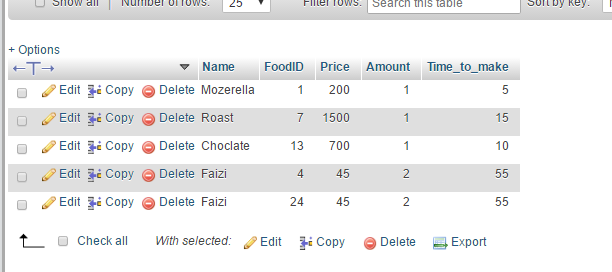 Show all Number of rows: 25 Filter rows: Search this table Sort by key:
+ Options
←T→ Name FoodID Price Amount Time_to_make
Edit Copy Delete Mozerella 1 200 1 5
Edit Copy Delete Roast 7 1500 1 15
Edit Copy Delete Choclate 13 700 1 10
Edit Copy Delete Faizi 4 45 2 55
Edit Copy Delete Faizi 24 45 2 55
Check all With selected: Edit Copy Delete Export